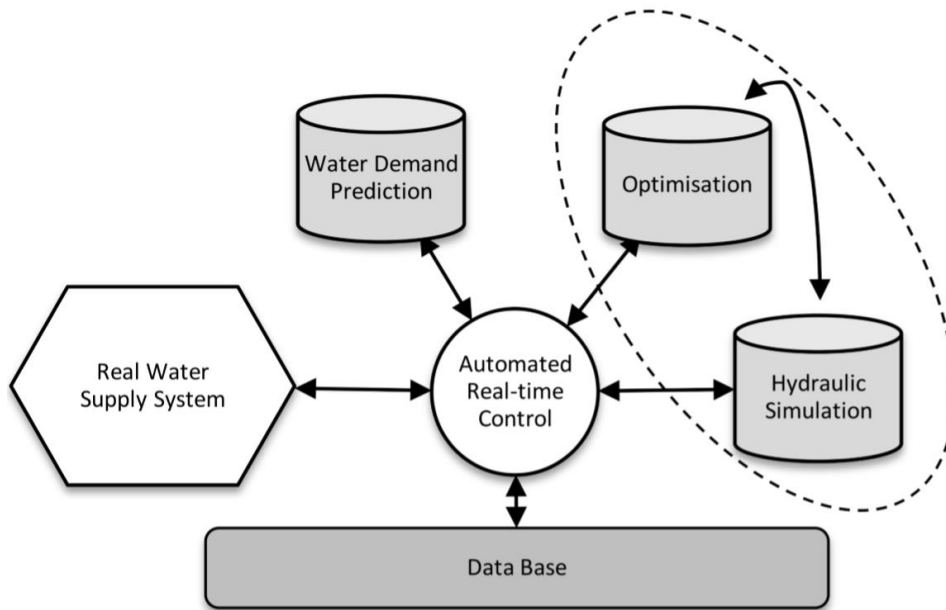 Water Demand
Prediction
Optimisation
Real Water
Supply System
Automated
Real-time
Control
Hydraulic
Simulation
Data Base